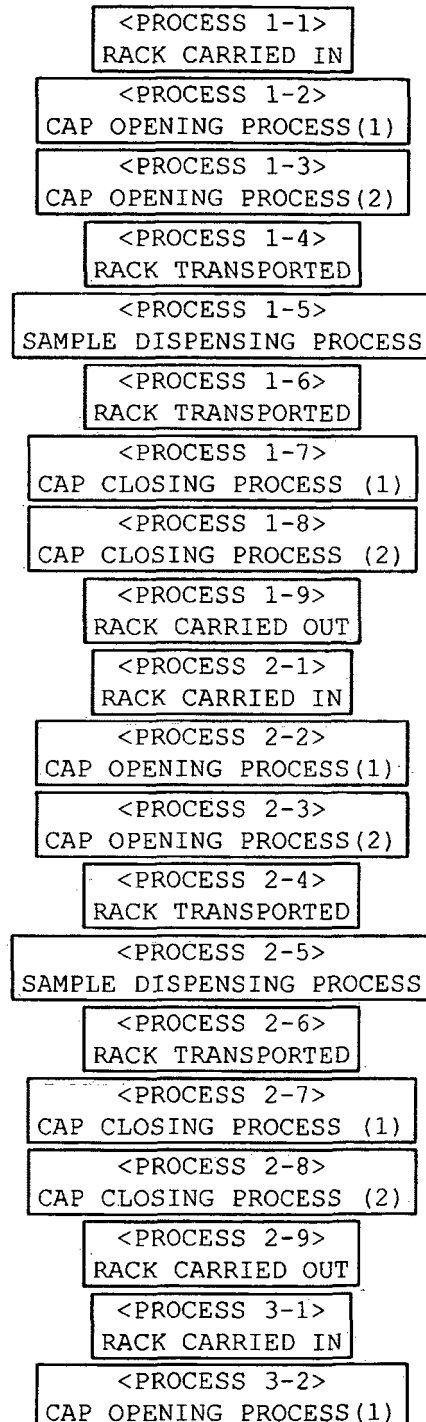 <PROCESS 1-1>
RACK CARRIED IN
<PROCESS 1-2>
CAP OPENING PROCESS(1)
<PROCESS 1-3>
CAP OPENING PROCESS(2)
<PROCESS 1-4>
RACK TRANSPORTED
<PROCESS 1-5>
SAMPLE DISPENSING PROCESS
<PROCESS 1-6>
RACK TRANSPORTED
<PROCESS 1-7>
CAP CLOSING PROCESS (1)
<PROCESS 1-8>
CAP CLOSING PROCESS (2)
<PROCESS 1-9>
RACK CARRIED OUT
<PROCESS 2-1>
RACK CARRIED IN
<PROCESS 2-2>
CAP OPENING PROCESS(1)
<PROCESS 2-3>
CAP OPENING PROCESS(2)
<PROCESS 2-4>
RACK TRANSPORTED
<PROCESS 2-5>
SAMPLE DISPENSING PROCESS
<PROCESS 2-6>
RACK TRANSPORTED
<PROCESS 2-7>
CAP CLOSING PROCESS (1)
<PROCESS 2-8>
CAP CLOSING PROCESS (2)
<PROCESS 2-9>
RACK CARRIED OUT
<PROCESS 3-1>
RACK CARRIED IN
<PROCESS 3-2>
CAP OPENING PROCESS(1)